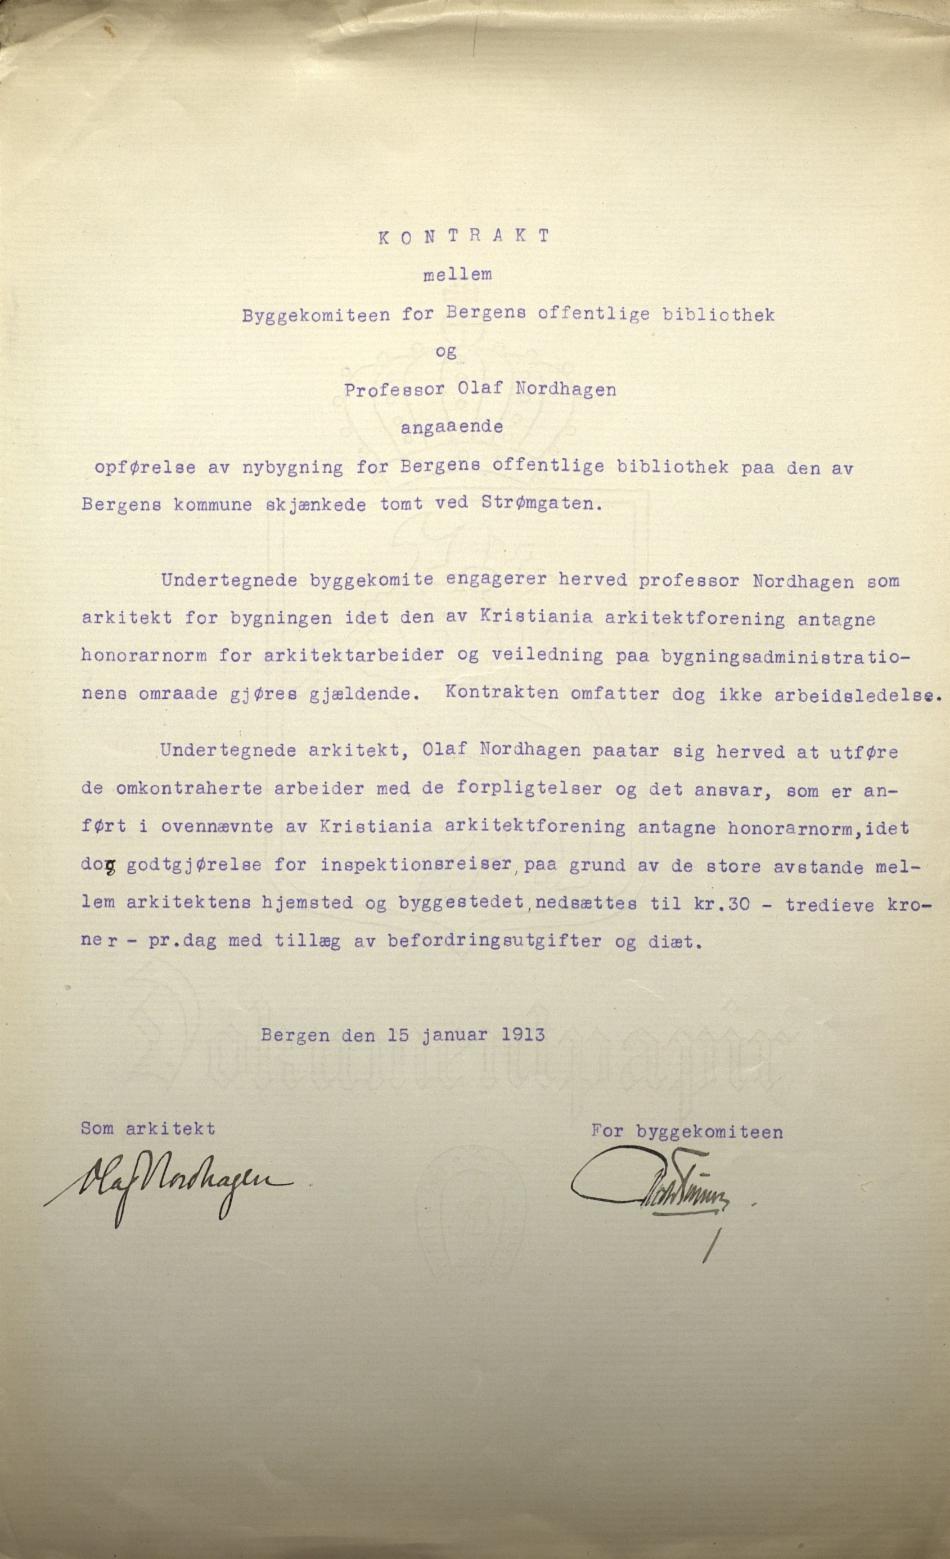 KONTRAKT
mellem
Byggekomiteen for Bergens offentlige bibliothek
og
Professor Olaf Nordhagen
angaaende
opførelse av nybygning for Bergens offentlige bibliothek paa den av
Bergens kommune skjænkede tomt ved Strømgaten.
Undertegnede byggekomite engagerer herved professor Nordhagen som
arkitekt for bygningen idet den av Kristiania arkitektforening antagne
honorarnorm for arkitektarbeider og veiledning paa bygningsadministratio-
nens omraade gjøres gjældende. Kontrakten omfatter dog ikke arbeidsledelse.
Undertegnede arkitekt, Olaf Nordhagen paatar sig herved at utføre
de omkontraherte arbeider med de forpligtelser og det ansvar, som er an-
ført i ovennævnte av Kristiania arkitektforening antagne honorarnorm,idet
dog godtgjørelse for inspektionsreiser, paa grund av de store avstande mel-
lem arkitektens hjemsted og byggestedet,nedsættes til kr.30 - tredieve kro-
ner - pr.dag med tillæg av befordringsutgifter og diæt.
Bergen den 15 januar 1913
Som arkitekt
For byggekomiteen
Olaf Nordhagen
Dokumentpapir